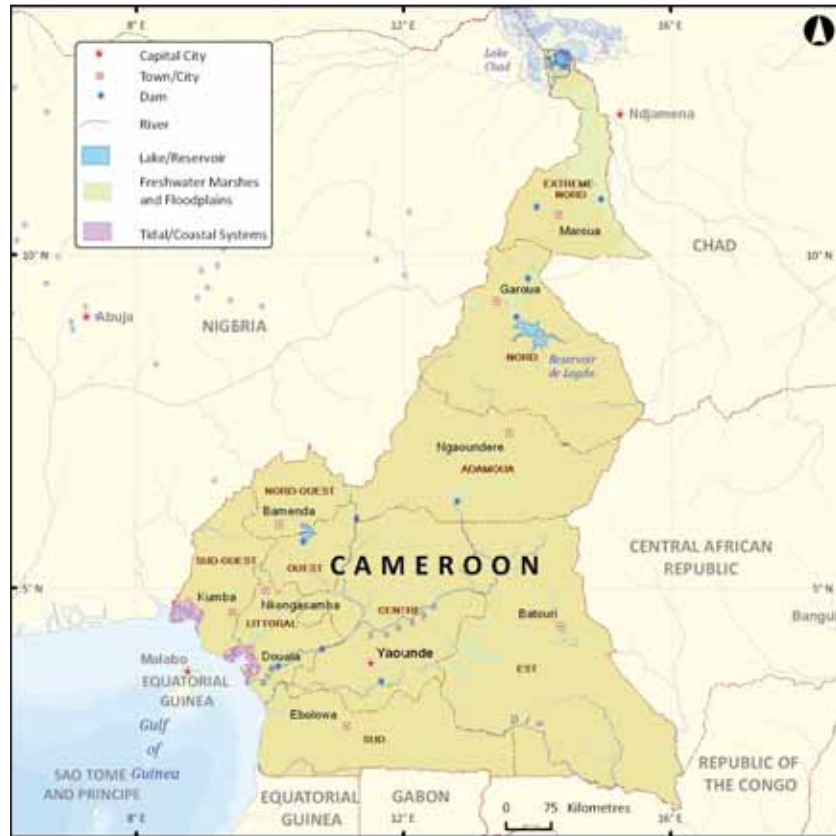 8° E
12° E
16° E
Capital City
Town/City
Dam
River
Lake/Reservoir
Freshwater Marshes
and Floodplains
Tidal/Coastal Systems
Lake
Chad
Ndjamena
EXTREME-
NORD
Maroua
CHAD
10° N
10° N
Garoua
Abuja
NIGERIA
NORD
Reservoir
de Lagdo
Ngaoundere
ADAMOUA
NORD-OUEST
Bamenda
SUD-OUEST
OUEST
CAMEROON
CENTRAL AFRICAN
REPUBLIC
5° N
5° N
Kumba
Nkongasamba
LITTORAL
CENTRE
Batouri
Bangui
Malabo
Douala
Yaounde
EST
EQUATORIAL
GUINEA
Ebolowa
SUD
Gulf
of
Guinea
SAO TOME
AND PRINCIPE
REPUBLIC OF
THE CONGO
EQUATORIAL
GUINEA
GABON
0 75 Kilometres
8° E
12° E
16° E